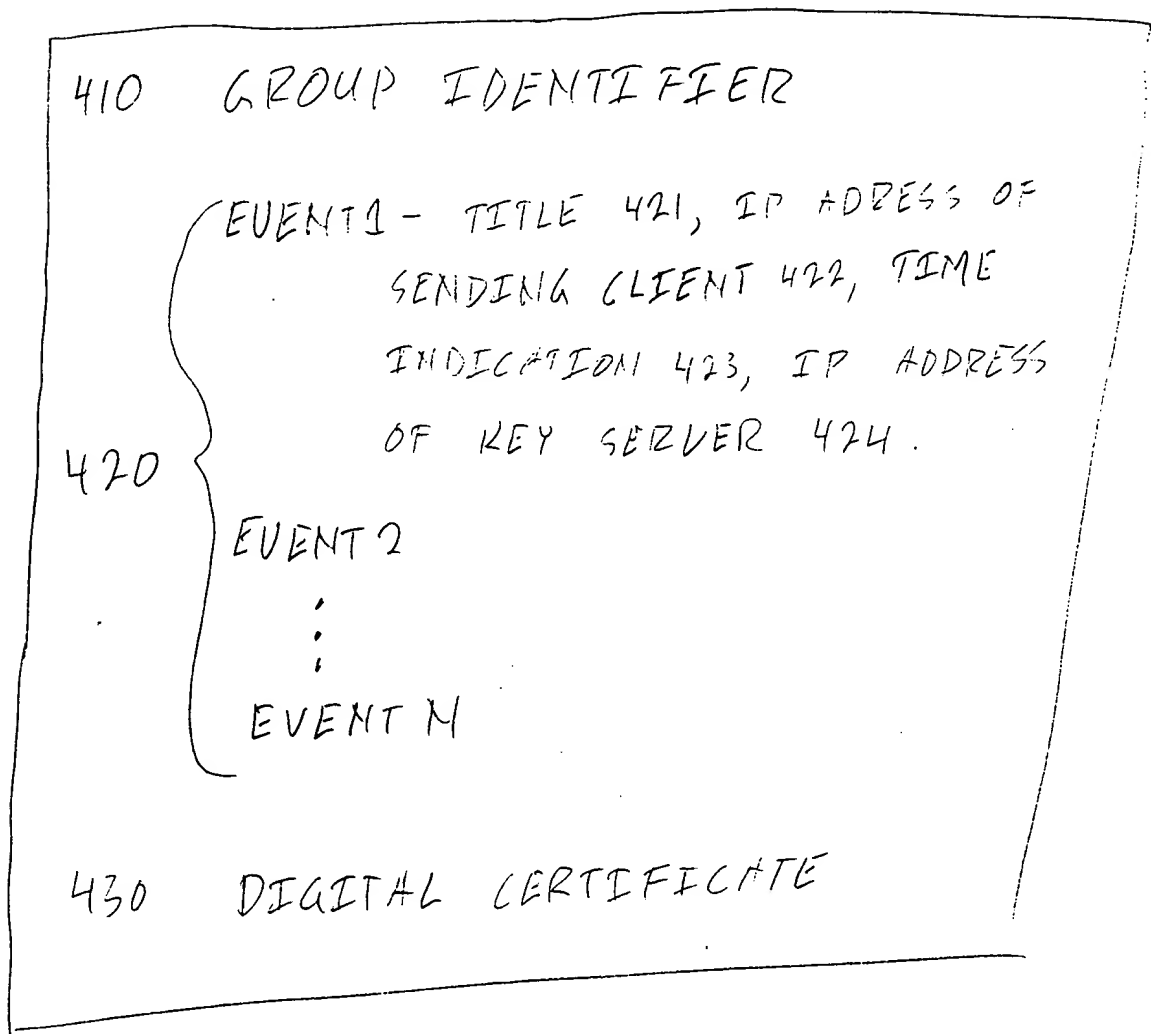 410 GROUP IDENTIFIER
EVENT1 - TITLE 421, IP ADRESS OF
SENDING CLIENT 422, TIME
INDICATION 423, IP ADDRESS
OF KEY SERVER 424.
420
EVENT 2
EVENT N
430 DIGITAL CERTIFICATE